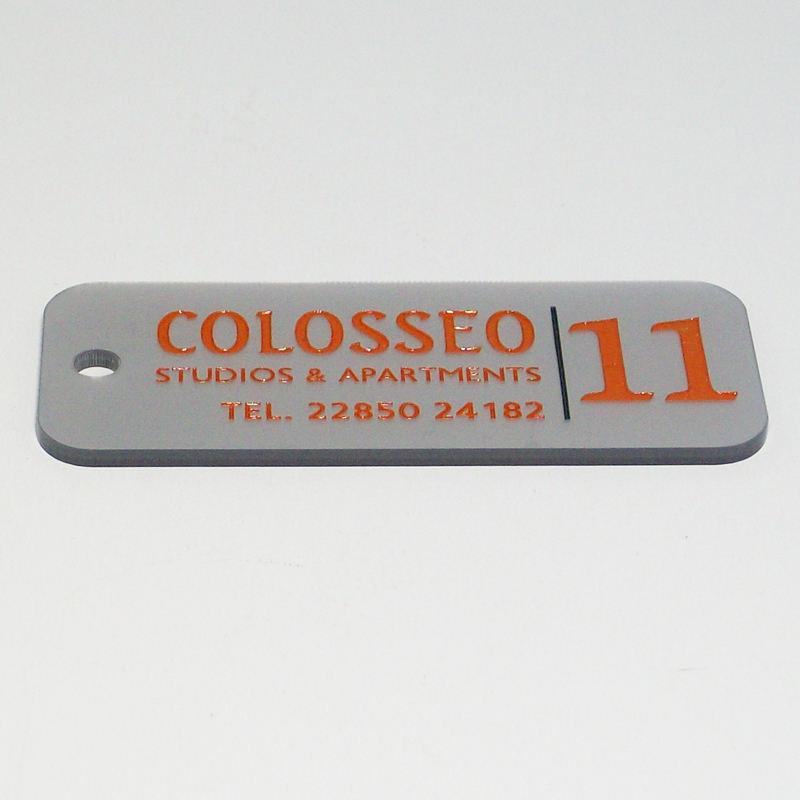 COLOSSEO
STUDIOS & APARTMENTS
TEL. 22850 24182
11